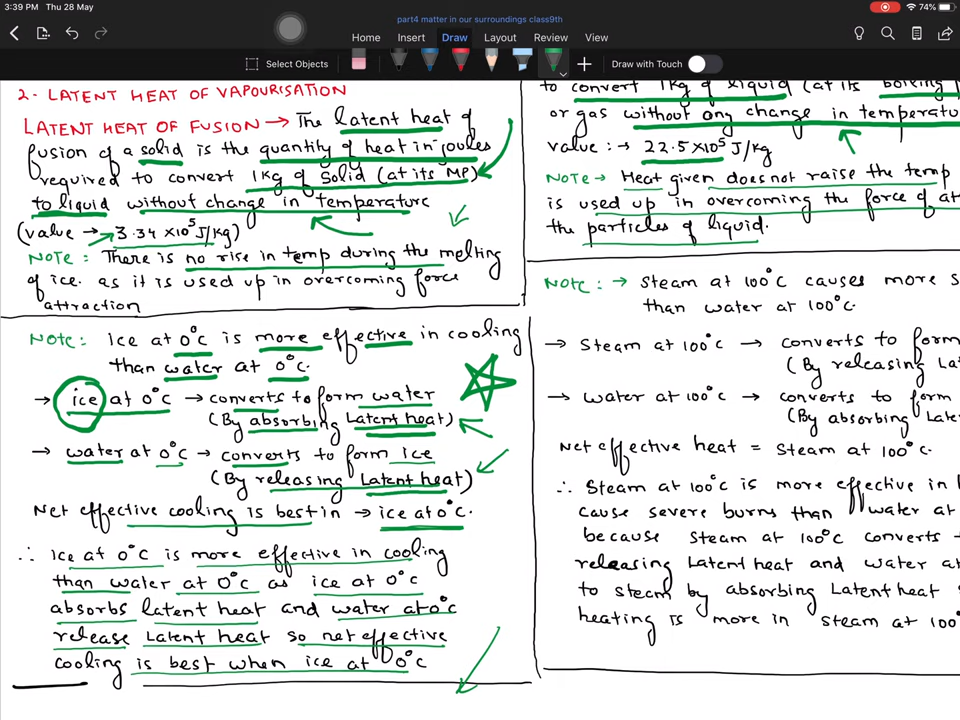 3:39 PM Thu 28 May
part4 matter in our surroundings class9th
74%
Home Insert Draw Layout Review View
Select Objects
Draw with Touch
2. LATENT HEAT OF VAPOURISATION
LATENT HEAT OF FUSION → The latent heat of
fusion of a solid is the quantity of heat in joules
required to convert 1Kg of solid (at its MP)
to liquid without change in temperature
(value → 3.34 ×10⁵ J/Kg)
NOTE: There is no rise in temp during the melting
of ice. as it is used up in overcoming force
attraction
NOTE: Ice at 0°C is more effective in cooling
than water at 0°C.
→ ice at 0°C → converts to form water
(By absorbing Latent heat)
→ water at 0°C → converts to form ice
(By releasing Latent heat)
Net effective cooling is best in → ice at 0°C.
∴ Ice at 0°C is more effective in cooling
than water at 0°C as ice at 0°C
absorbs latent heat and water at 0°C
release latent heat so net effective
cooling is best when ice at 0°C
to convert 1Kg of liquid (at its boiling
or gas without any change in temperatu
value :→ 22.5×10⁵ J/kg
NOTE → Heat given does not raise the temp
is used up in overcoming the force of at
the particles of liquid.
NOTE: → Steam at 100°C causes more s
than water at 100°C.
→ Steam at 100°C → converts to form
(By releasing La
→ Water at 100°C → converts to form
(By absorbing Late
Net effective heat = Steam at 100°C.
∴ Steam at 100°C is more effective in h
cause severe burns than water at
because Steam at 100°C converts t
releasing Latent heat and water a
to steam by absorbing Latent heat s
heating is more in steam at 100°